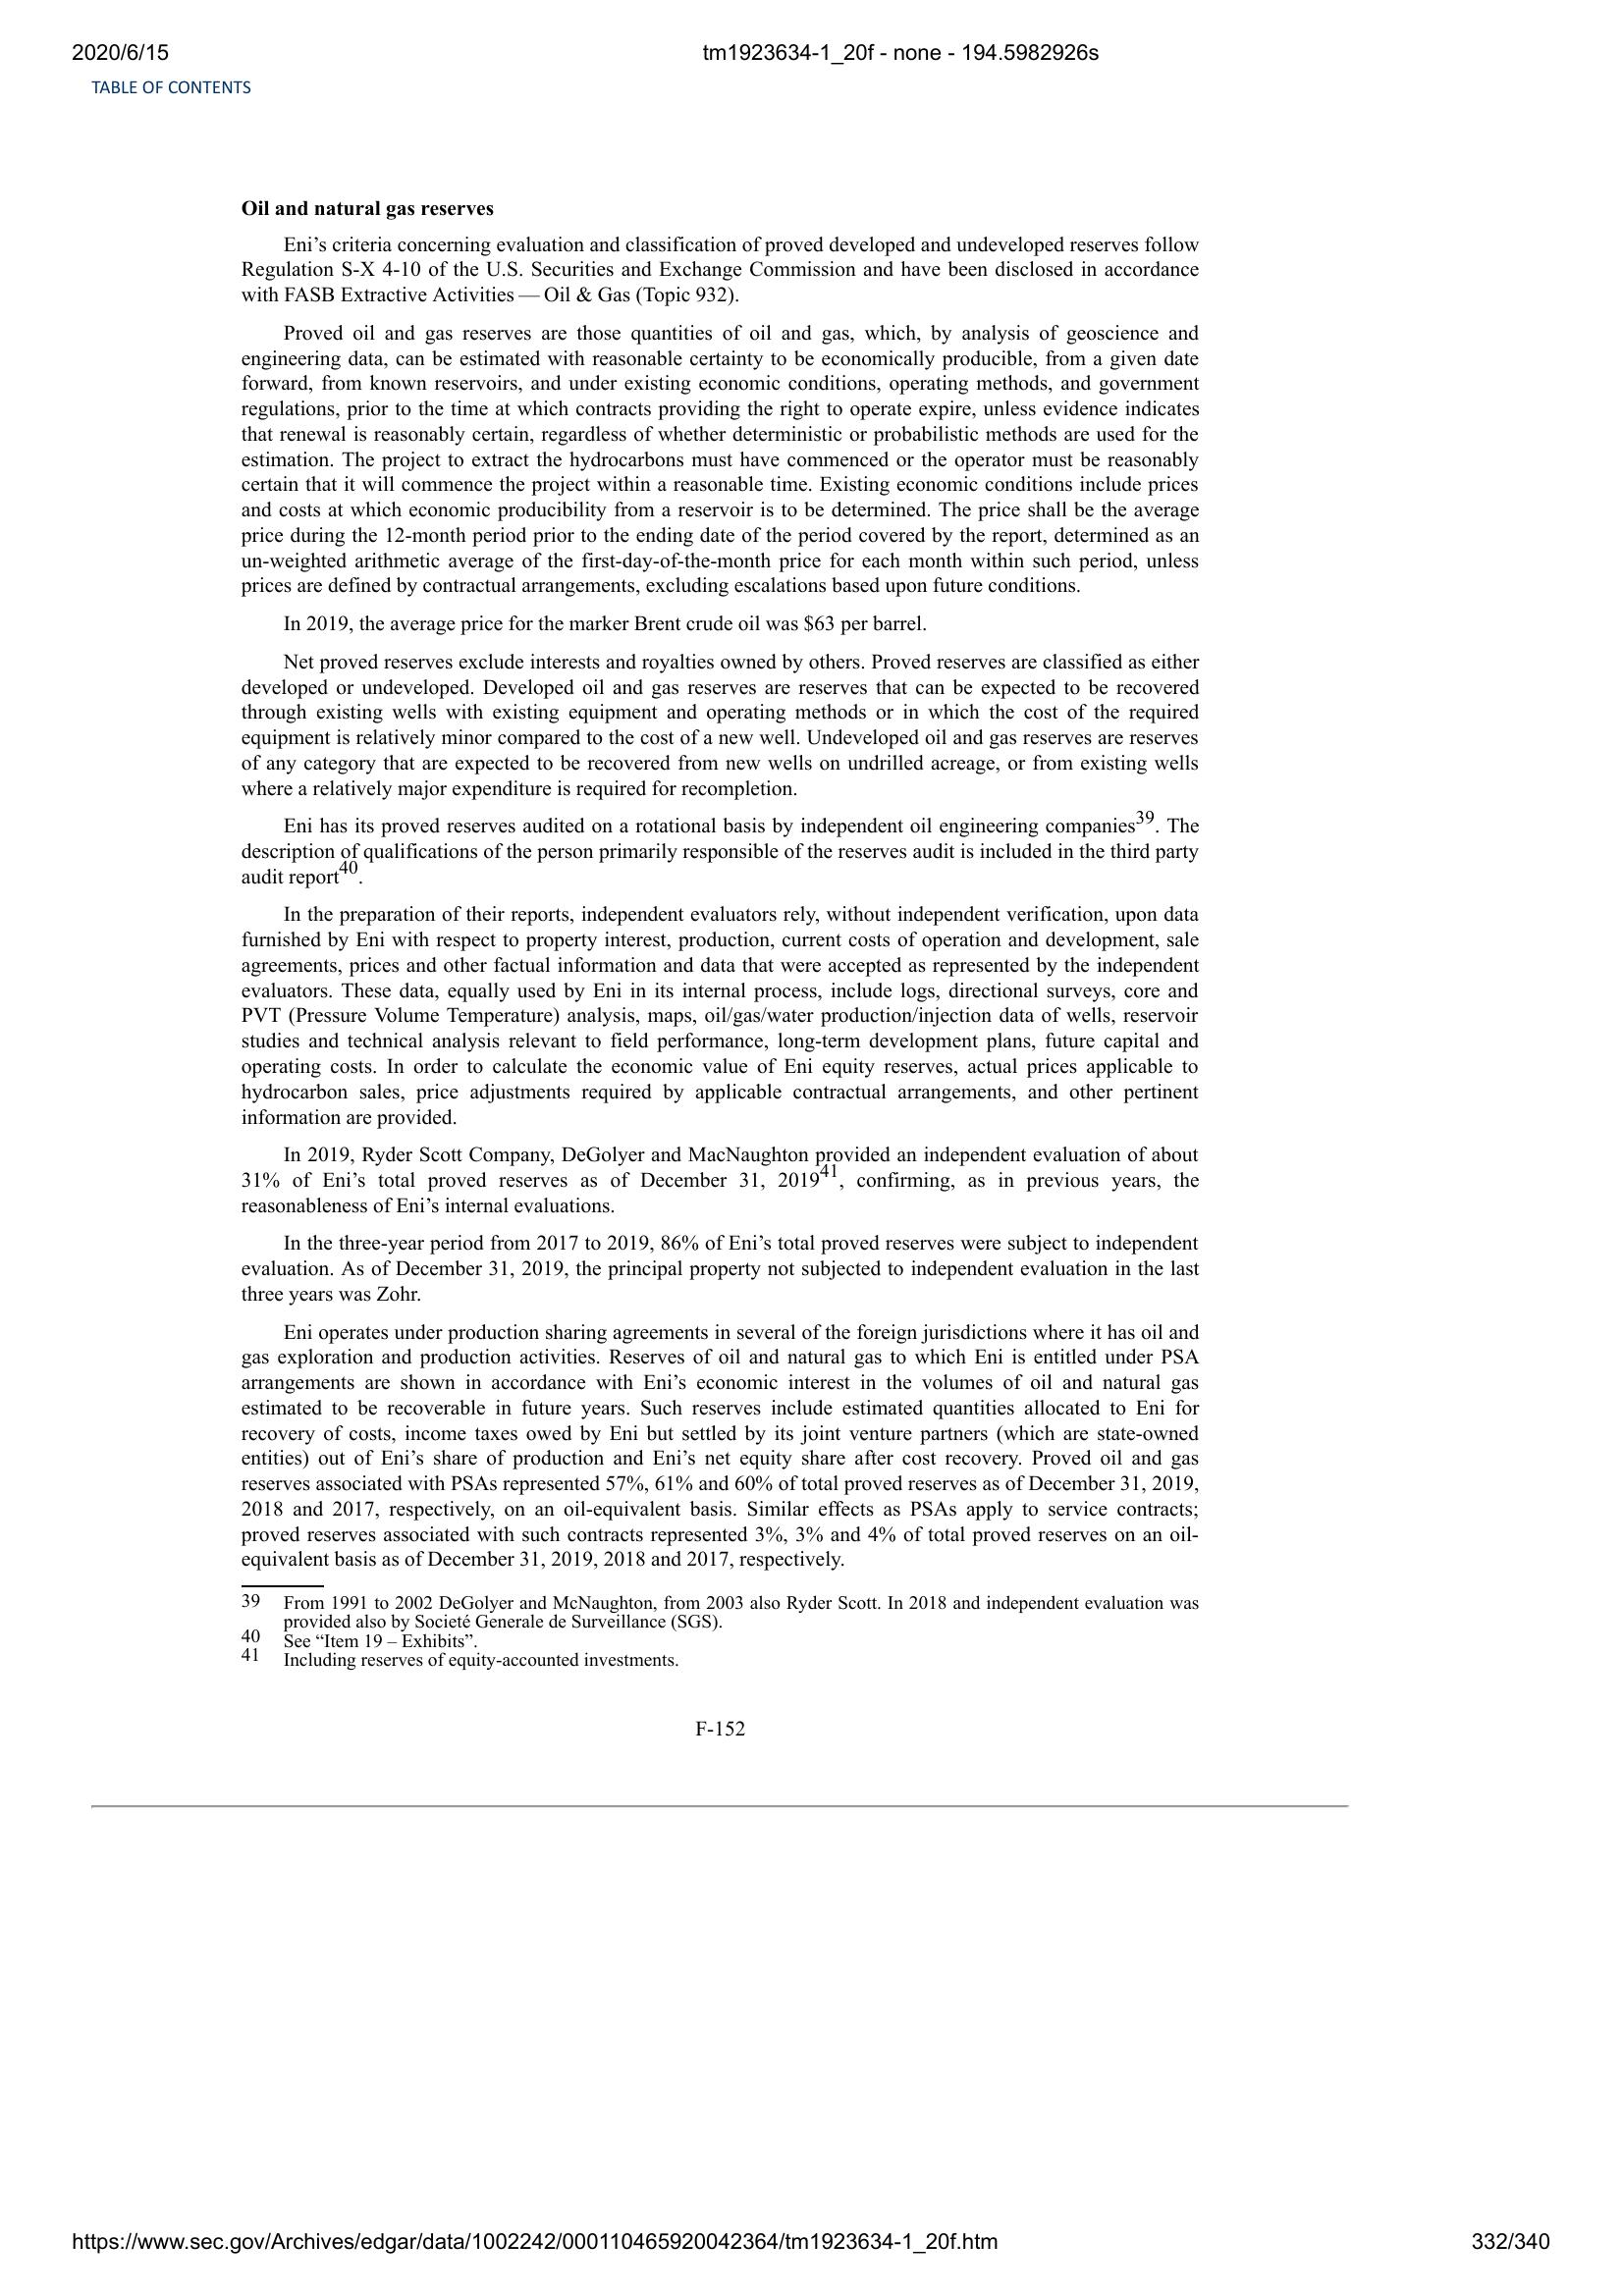 2020/6/15
tm1923634-1_20f - none - 194.5982926s
TABLE OF CONTENTS
Oil and natural gas reserves
Eni’s criteria concerning evaluation and classification of proved developed and undeveloped reserves follow
Regulation S-X 4-10 of the U.S. Securities and Exchange Commission and have been disclosed in accordance
with FASB Extractive Activities — Oil & Gas (Topic 932).
Proved oil and gas reserves are those quantities of oil and gas, which, by analysis of geoscience and
engineering data, can be estimated with reasonable certainty to be economically producible, from a given date
forward, from known reservoirs, and under existing economic conditions, operating methods, and government
regulations, prior to the time at which contracts providing the right to operate expire, unless evidence indicates
that renewal is reasonably certain, regardless of whether deterministic or probabilistic methods are used for the
estimation. The project to extract the hydrocarbons must have commenced or the operator must be reasonably
certain that it will commence the project within a reasonable time. Existing economic conditions include prices
and costs at which economic producibility from a reservoir is to be determined. The price shall be the average
price during the 12-month period prior to the ending date of the period covered by the report, determined as an
un-weighted arithmetic average of the first-day-of-the-month price for each month within such period, unless
prices are defined by contractual arrangements, excluding escalations based upon future conditions.
In 2019, the average price for the marker Brent crude oil was $63 per barrel.
Net proved reserves exclude interests and royalties owned by others. Proved reserves are classified as either
developed or undeveloped. Developed oil and gas reserves are reserves that can be expected to be recovered
through existing wells with existing equipment and operating methods or in which the cost of the required
equipment is relatively minor compared to the cost of a new well. Undeveloped oil and gas reserves are reserves
of any category that are expected to be recovered from new wells on undrilled acreage, or from existing wells
where a relatively major expenditure is required for recompletion.
Eni has its proved reserves audited on a rotational basis by independent oil engineering companies39. The
description of qualifications of the person primarily responsible of the reserves audit is included in the third party
audit report40.
In the preparation of their reports, independent evaluators rely, without independent verification, upon data
furnished by Eni with respect to property interest, production, current costs of operation and development, sale
agreements, prices and other factual information and data that were accepted as represented by the independent
evaluators. These data, equally used by Eni in its internal process, include logs, directional surveys, core and
PVT (Pressure Volume Temperature) analysis, maps, oil/gas/water production/injection data of wells, reservoir
studies and technical analysis relevant to field performance, long-term development plans, future capital and
operating costs. In order to calculate the economic value of Eni equity reserves, actual prices applicable to
hydrocarbon sales, price adjustments required by applicable contractual arrangements, and other pertinent
information are provided.
In 2019, Ryder Scott Company, DeGolyer and MacNaughton provided an independent evaluation of about
31% of Eni’s total proved reserves as of December 31, 201941, confirming, as in previous years, the
reasonableness of Eni’s internal evaluations.
In the three-year period from 2017 to 2019, 86% of Eni’s total proved reserves were subject to independent
evaluation. As of December 31, 2019, the principal property not subjected to independent evaluation in the last
three years was Zohr.
Eni operates under production sharing agreements in several of the foreign jurisdictions where it has oil and
gas exploration and production activities. Reserves of oil and natural gas to which Eni is entitled under PSA
arrangements are shown in accordance with Eni’s economic interest in the volumes of oil and natural gas
estimated to be recoverable in future years. Such reserves include estimated quantities allocated to Eni for
recovery of costs, income taxes owed by Eni but settled by its joint venture partners (which are state-owned
entities) out of Eni’s share of production and Eni’s net equity share after cost recovery. Proved oil and gas
reserves associated with PSAs represented 57%, 61% and 60% of total proved reserves as of December 31, 2019,
2018 and 2017, respectively, on an oil-equivalent basis. Similar effects as PSAs apply to service contracts;
proved reserves associated with such contracts represented 3%, 3% and 4% of total proved reserves on an oil-
equivalent basis as of December 31, 2019, 2018 and 2017, respectively.
39 From 1991 to 2002 DeGolyer and McNaughton, from 2003 also Ryder Scott. In 2018 and independent evaluation was
provided also by Societé Generale de Surveillance (SGS).
40 See “Item 19 – Exhibits”.
41 Including reserves of equity-accounted investments.
F-152
https://www.sec.gov/Archives/edgar/data/1002242/000110465920042364/tm1923634-1_20f.htm
332/340